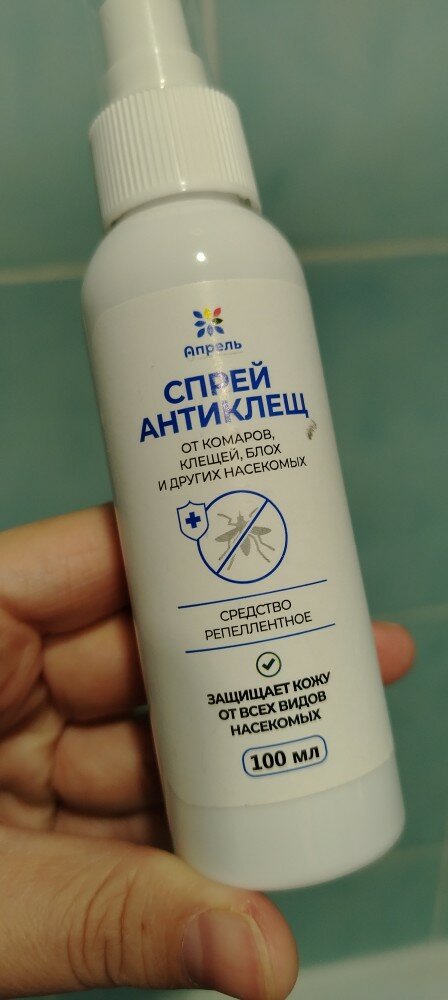 Апрель
СПРЕЙ
АНТИКЛЕЩ
ОТ КОМАРОВ,
КЛЕЩЕЙ, БЛОХ
И ДРУГИХ НАСЕКОМЫХ
СРЕДСТВО
РЕПЕЛЛЕНТНОЕ
ЗАЩИЩАЕТ КОЖУ
ОТ ВСЕХ ВИДОВ
НАСЕКОМЫХ
100 мл